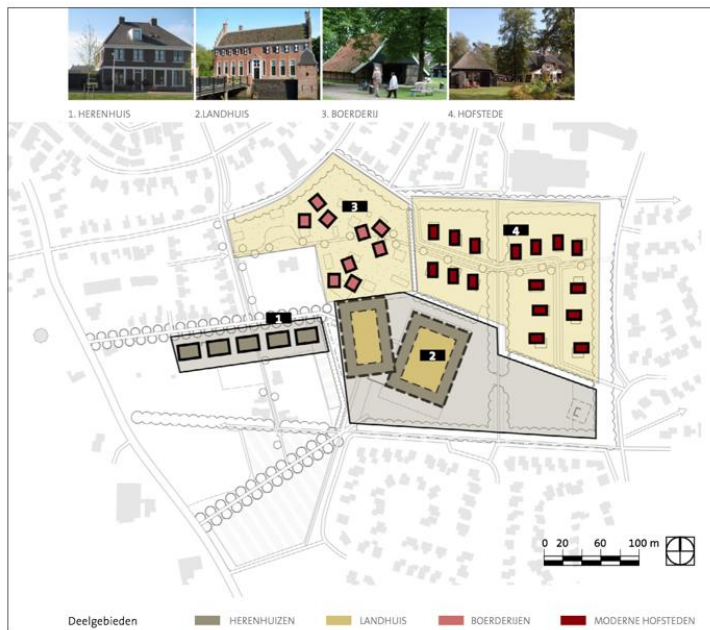 1. HERENHUIS 2.LANDHUIS 3. BOERDERIJ 4. HOFSTEDE
3
4
1
2
0 20 60 100 m
Deelgebieden HERENHUIZEN LANDHUIS BOERDERIJEN MODERNE HOFSTEDEN